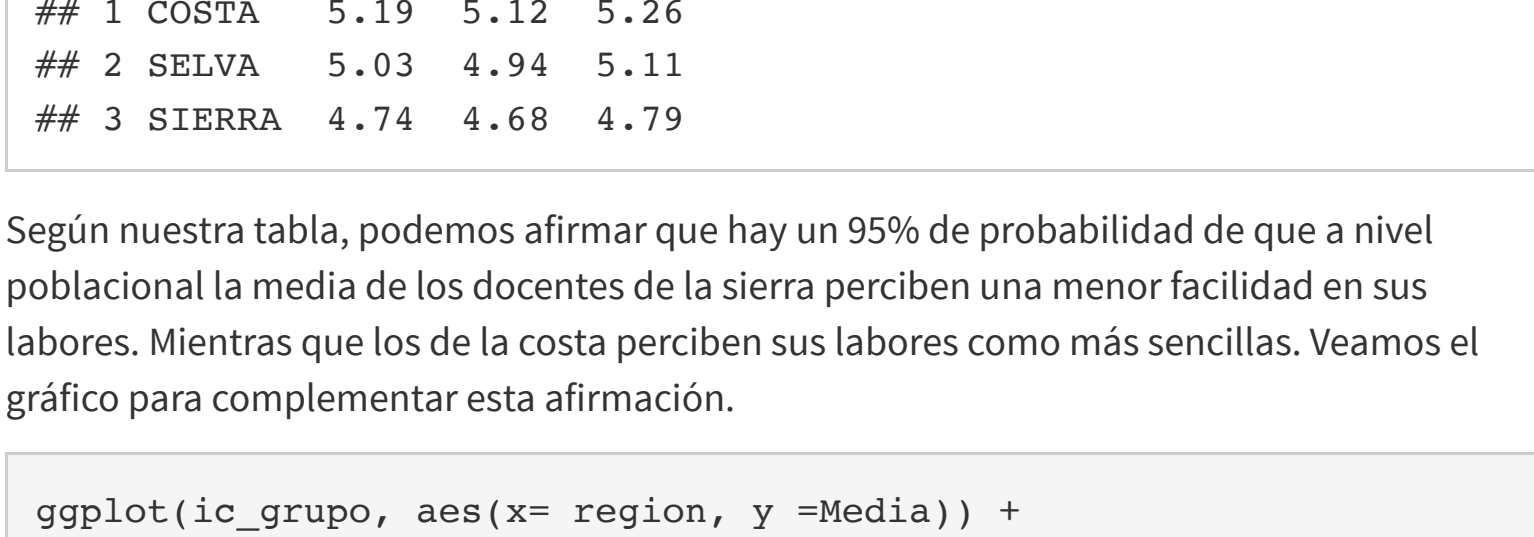 ## 1 COSTA 5.19 5.12 5.26
## 2 SELVA 5.03 4.94 5.11
## 3 SIERRA 4.74 4.68 4.79
Según nuestra tabla, podemos afirmar que hay un 95% de probabilidad de que a nivel
poblacional la media de los docentes de la sierra perciben una menor facilidad en sus
labores. Mientras que los de la costa perciben sus labores como más sencillas. Veamos el
gráfico para complementar esta afirmación.
ggplot(ic_grupo, aes(x= region, y =Media)) +